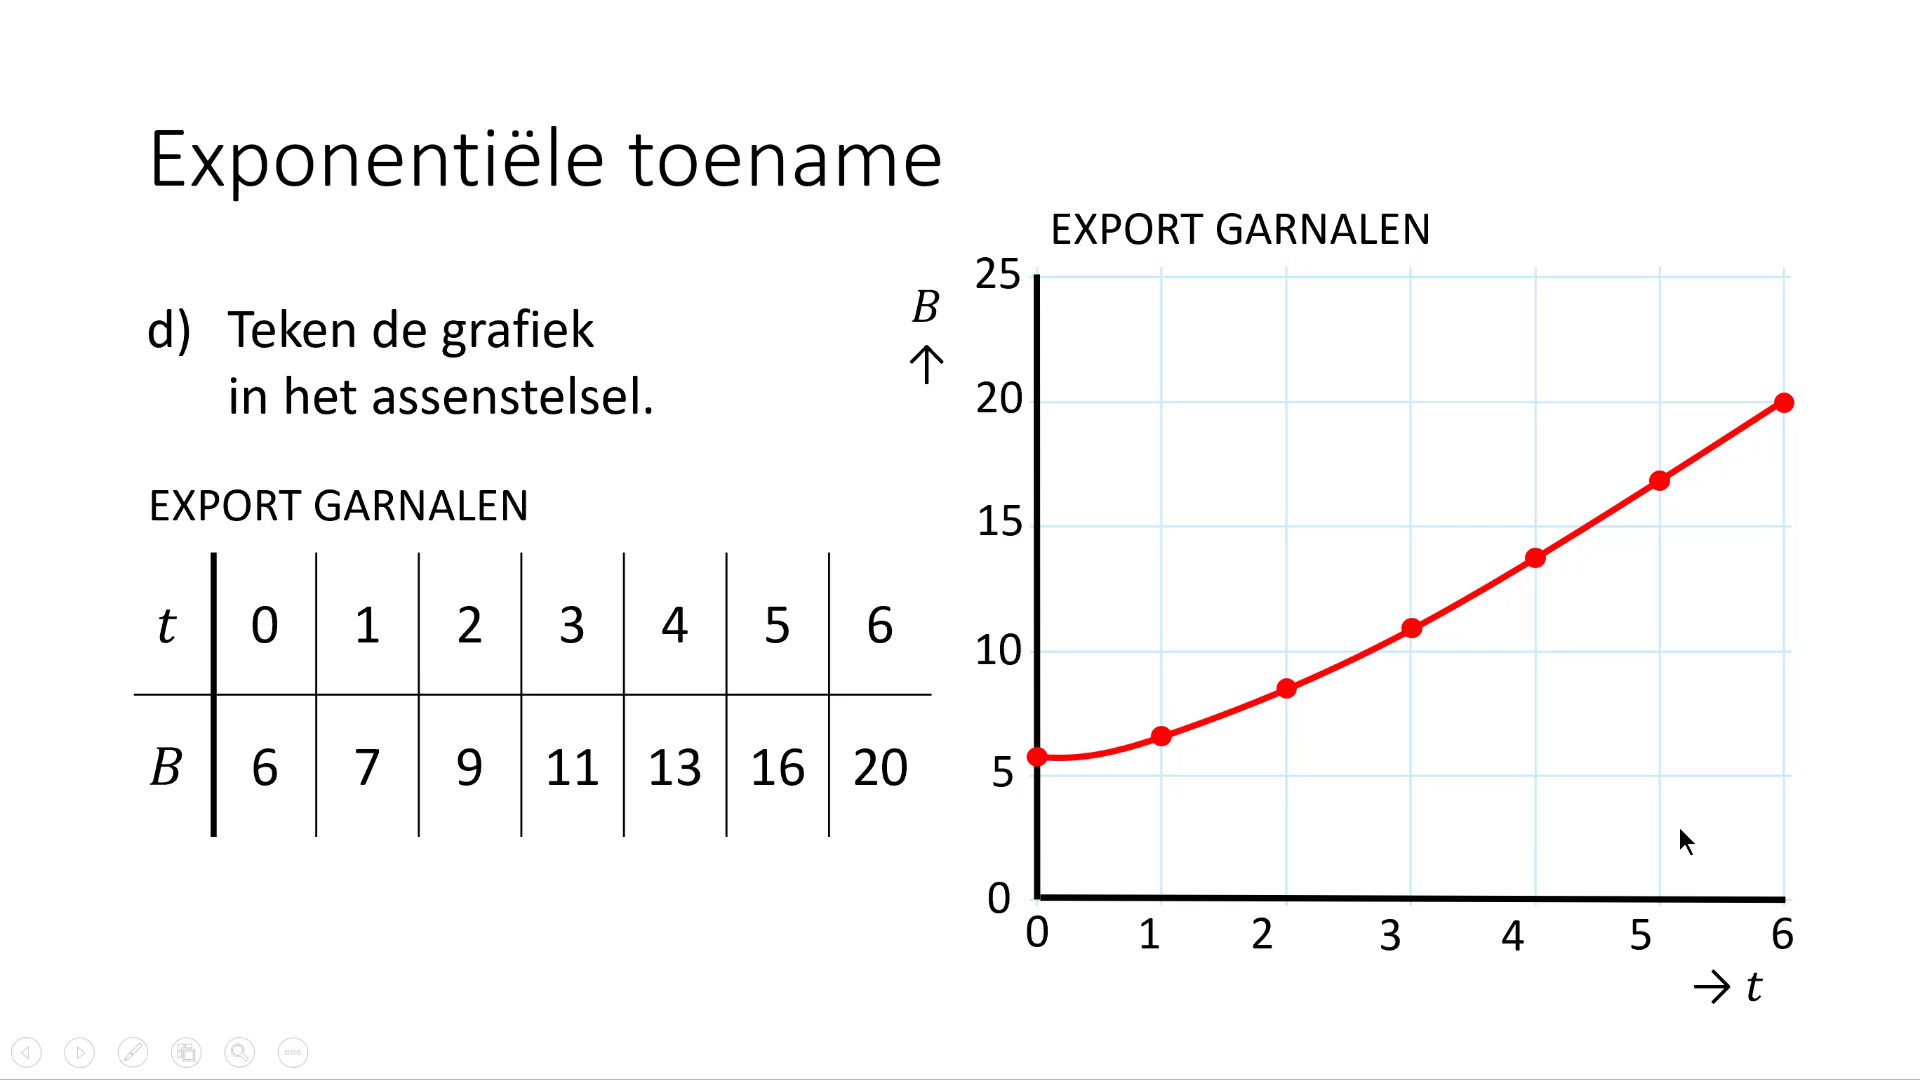 Exponentiële toename
d) Teken de grafiek
in het assenstelsel.
EXPORT GARNALEN
t 0 1 2 3 4 5 6
B 6 7 9 11 13 16 20
EXPORT GARNALEN
B
↑
25
20
15
10
5
0
0 1 2 3 4 5 6
→ t